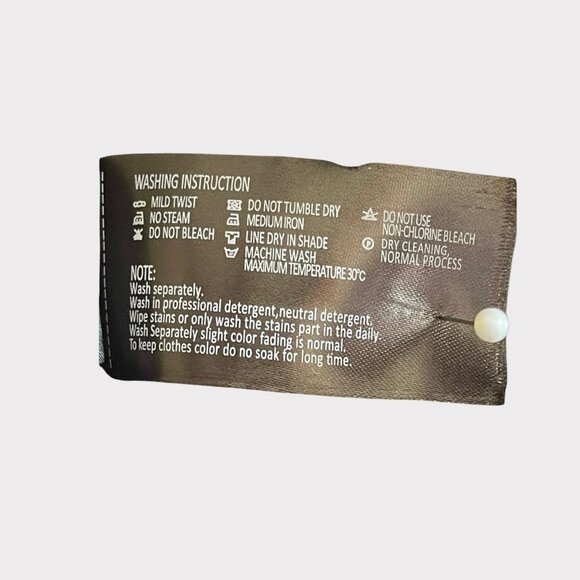 WASHING INSTRUCTION
MILD TWIST
NO STEAM
DO NOT BLEACH
DO NOT TUMBLE DRY
MEDIUM IRON
LINE DRY IN SHADE
MACHINE WASH
MAXIMUM TEMPERATURE 30°C
DO NOT USE
NON-CHLORINE BLEACH
DRY CLEANING,
NORMAL PROCESS
NOTE:
Wash separately.
Wash in professional detergent,neutral detergent.
Wipe stains or only wash the stains part in the daily.
Wash Separately slight color fading is normal.
To keep clothes color do no soak for long time.